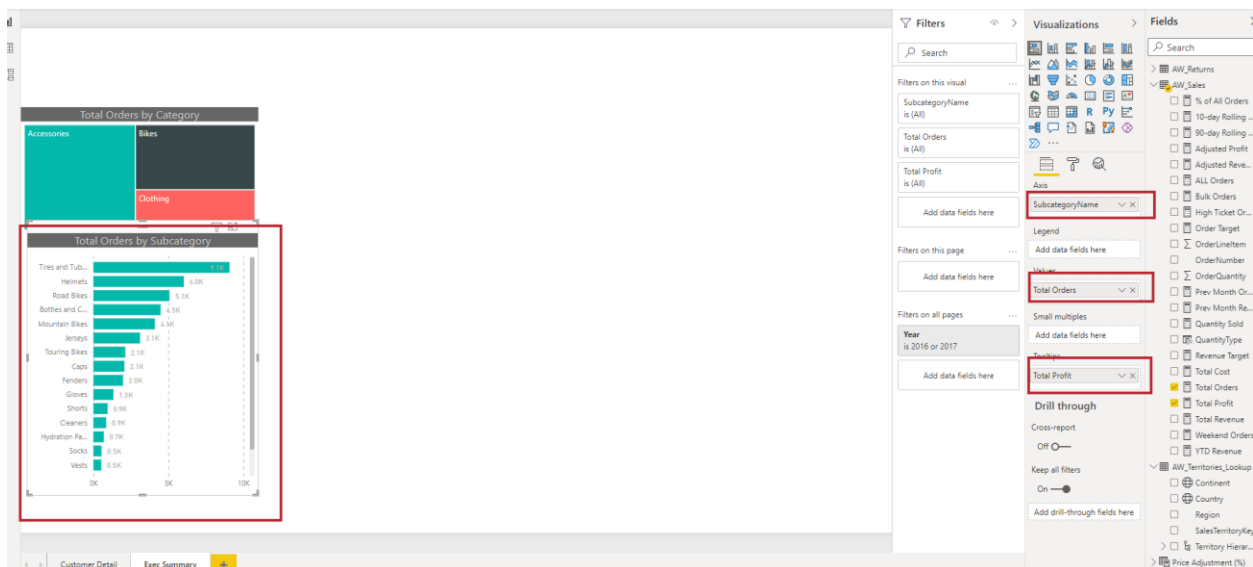 Total Orders by Category
Accessories
Bikes
Clothing
Total Orders by Subcategory
Tires and Tub...
9.1K
Helmets
6.0K
Road Bikes
5.1K
Bottles and C...
4.5K
Mountain Bikes
Jerseys
3.1K
Touring Bikes
2.1K
Caps
2.1K
Fenders
2.0K
Gloves
1.3K
Shorts
0.9K
Cleaners
0.9K
Hydration Pa...
0.7K
Socks
0.5K
Vests
0.5K
0K
5K
10K
Customer Detail
Exec Summary
+
Filters
Search
Filters on this visual
...
SubcategoryName
is (All)
Total Orders
is (All)
Total Profit
is (All)
Add data fields here
Filters on this page
...
Add data fields here
Filters on all pages
...
Year
is 2016 or 2017
Add data fields here
Visualizations
R
Py
...
Axis
SubcategoryName
Legend
Add data fields here
Values
Total Orders
Small multiples
Add data fields here
Tooltips
Total Profit
Drill through
Cross-report
Off
Keep all filters
On
Add drill-through fields here
Fields
Search
AW_Returns
AW_Sales
% of All Orders
10-day Rolling ...
90-day Rolling ...
Adjusted Profit
Adjusted Reve...
ALL Orders
Bulk Orders
High Ticket Or...
Order Target
OrderLineItem
OrderNumber
OrderQuantity
Prev Month Or...
Prev Month Re...
Quantity Sold
QuantityType
Revenue Target
Total Cost
Total Orders
Total Profit
Total Revenue
Weekend Orders
YTD Revenue
AW_Territories_Lookup
Continent
Country
Region
SalesTerritoryKey
Territory Hierar...
Price Adjustment (%)